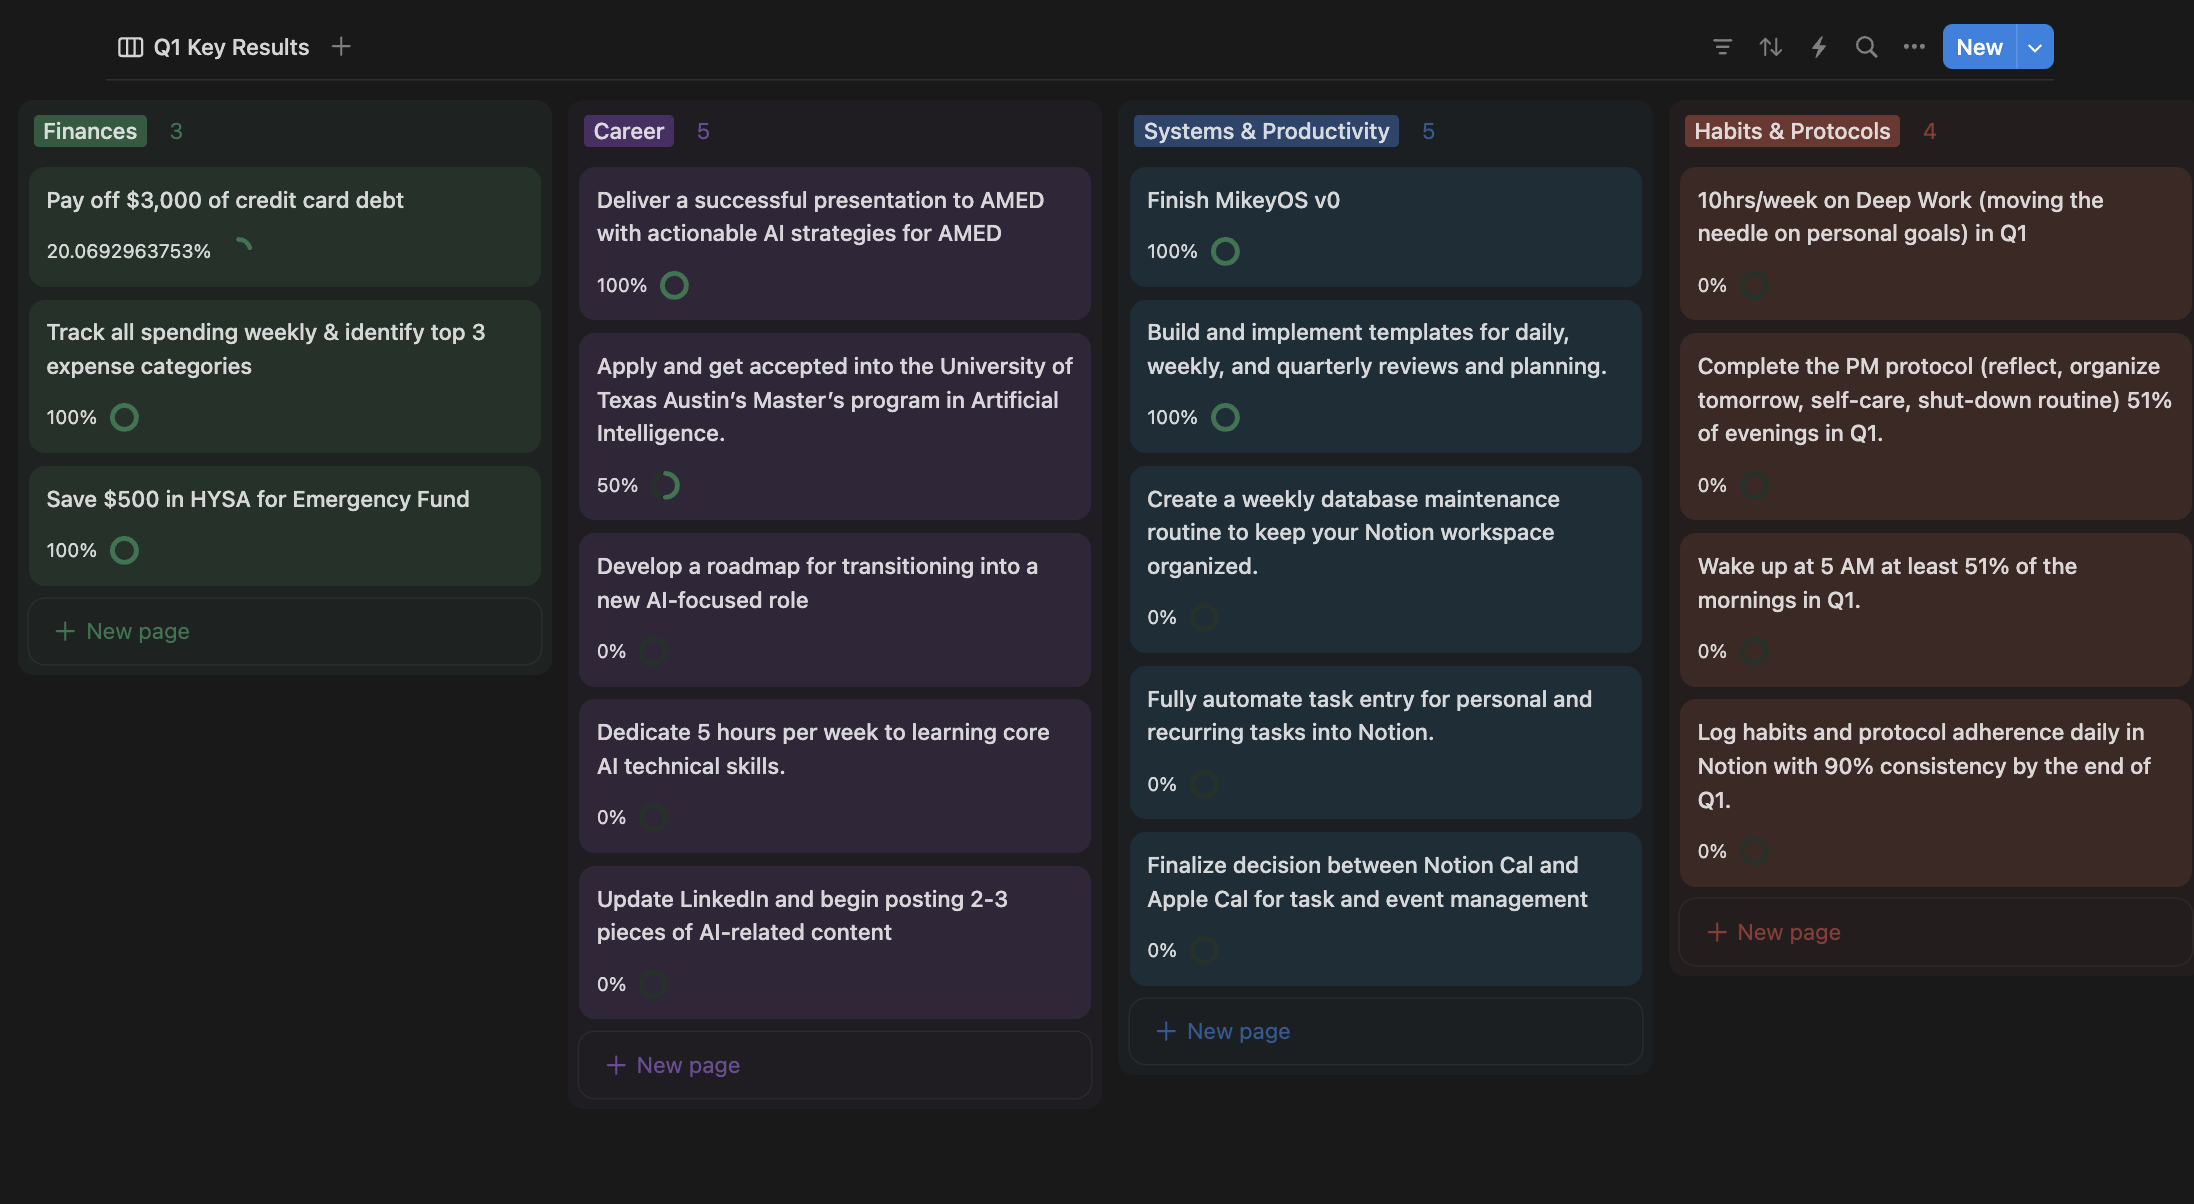 Q1 Key Results
New
Finances 3
Pay off $3,000 of credit card debt
20.0692963753%
Track all spending weekly & identify top 3
expense categories
100%
Save $500 in HYSA for Emergency Fund
100%
New page
Career 5
Deliver a successful presentation to AMED
with actionable AI strategies for AMED
100%
Apply and get accepted into the University of
Texas Austin’s Master’s program in Artificial
Intelligence.
50%
Develop a roadmap for transitioning into a
new AI-focused role
0%
Dedicate 5 hours per week to learning core
AI technical skills.
0%
Update LinkedIn and begin posting 2-3
pieces of AI-related content
0%
New page
Systems & Productivity 5
Finish MikeyOS v0
100%
Build and implement templates for daily,
weekly, and quarterly reviews and planning.
100%
Create a weekly database maintenance
routine to keep your Notion workspace
organized.
0%
Fully automate task entry for personal and
recurring tasks into Notion.
0%
Finalize decision between Notion Cal and
Apple Cal for task and event management
0%
New page
Habits & Protocols 4
10hrs/week on Deep Work (moving the
needle on personal goals) in Q1
0%
Complete the PM protocol (reflect, organize
tomorrow, self-care, shut-down routine) 51%
of evenings in Q1.
0%
Wake up at 5 AM at least 51% of the
mornings in Q1.
0%
Log habits and protocol adherence daily in
Notion with 90% consistency by the end of
Q1.
0%
New page